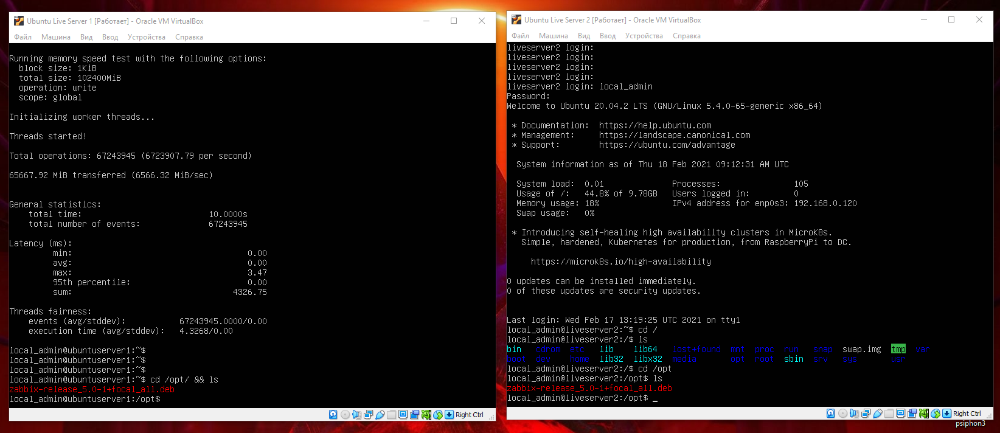 Ubuntu Live Server 1 [Работает] - Oracle VM VirtualBox
Файл Машина Вид Ввод Устройства Справка
Running memory speed test with the following options:
block size: 1KiB
total size: 102400MiB
operation: write
scope: global
Initializing worker threads...
Threads started!
Total operations: 67243945 (6723907.79 per second)
65667.92 MiB transferred (6566.32 MiB/sec)
General statistics:
total time: 10.0000s
total number of events: 67243945
Latency (ms):
min: 0.00
avg: 0.00
max: 3.47
95th percentile: 0.00
sum: 4326.75
Threads fairness:
events (avg/stddev): 67243945.0000/0.00
execution time (avg/stddev): 4.3268/0.00
local_admin@ubuntuserver1:~$
local_admin@ubuntuserver1:~$
local_admin@ubuntuserver1:~$
local_admin@ubuntuserver1:~$ cd /opt/ && ls
zabbix-release_5.0-1+focal_all.deb
local_admin@ubuntuserver1:/opt$
Right Ctrl
Ubuntu Live Server 2 [Работает] - Oracle VM VirtualBox
Файл Машина Вид Ввод Устройства Справка
liveserver2 login:
liveserver2 login:
liveserver2 login:
liveserver2 login:
liveserver2 login: local_admin
Password:
Welcome to Ubuntu 20.04.2 LTS (GNU/Linux 5.4.0-65-generic x86_64)
* Documentation: https://help.ubuntu.com
* Management: https://landscape.canonical.com
* Support: https://ubuntu.com/advantage
System information as of Thu 18 Feb 2021 09:12:31 AM UTC
System load: 0.01 Processes: 105
Usage of /: 44.8% of 9.78GB Users logged in: 0
Memory usage: 18% IPv4 address for enp0s3: 192.168.0.120
Swap usage: 0%
* Introducing self-healing high availability clusters in MicroK8s.
Simple, hardened, Kubernetes for production, from RaspberryPi to DC.
https://microk8s.io/high-availability
0 updates can be installed immediately.
0 of these updates are security updates.
Last login: Wed Feb 17 13:19:25 UTC 2021 on tty1
local_admin@liveserver2:~$ cd /
local_admin@liveserver2:/$ ls
bin cdrom etc lib lib64 lost+found mnt proc run snap swap.img tmp var
boot dev home lib32 libx32 media opt root sbin srv sys usr
local_admin@liveserver2:/$ cd /opt
local_admin@liveserver2:/opt$ ls
zabbix-release_5.0-1+focal_all.deb
local_admin@liveserver2:/opt$ _
Right Ctrl
psiphon3